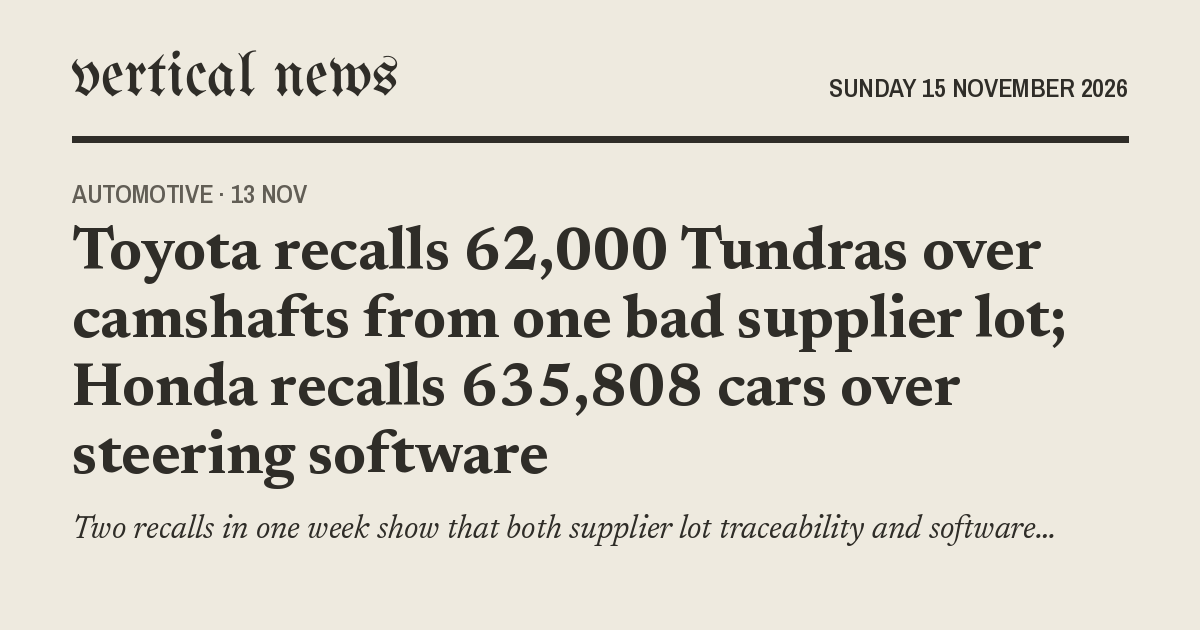 vertical news
SUNDAY 15 NOVEMBER 2026
AUTOMOTIVE · 13 NOV
Toyota recalls 62,000 Tundras over
camshafts from one bad supplier lot;
Honda recalls 635,808 cars over
steering software
Two recalls in one week show that both supplier lot traceability and software...